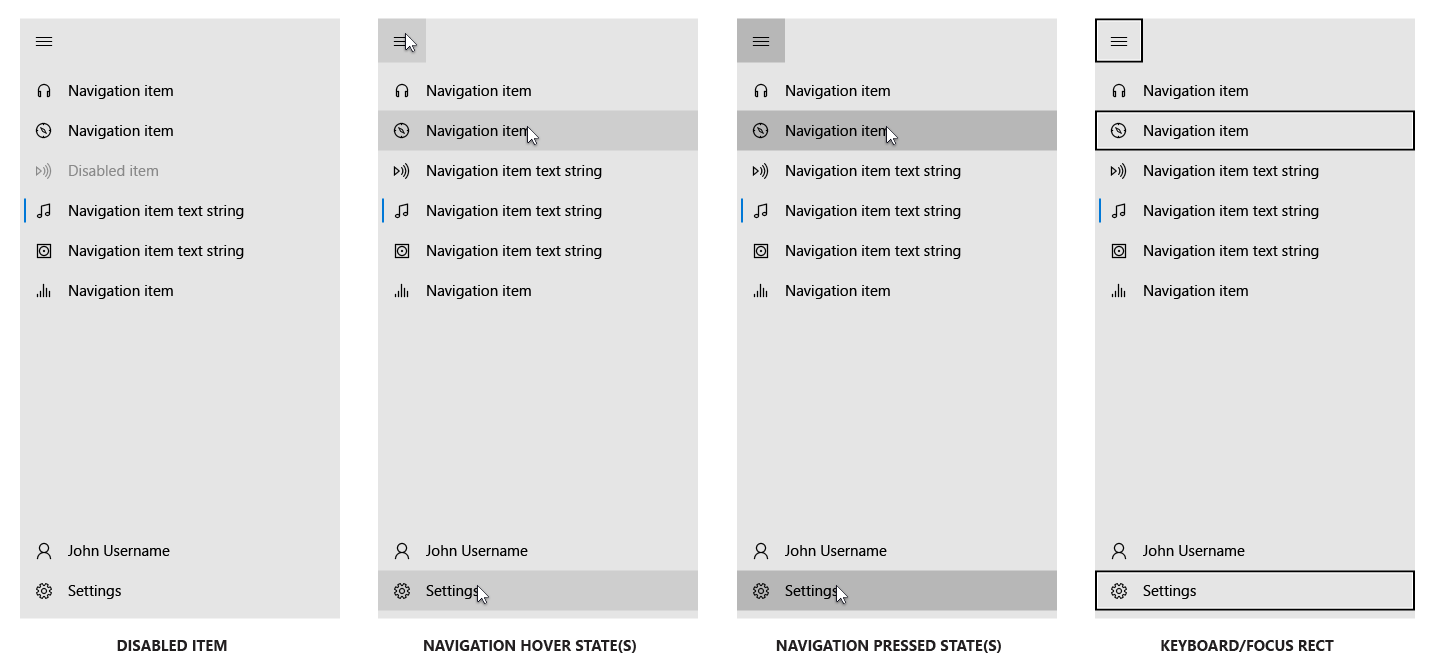 Navigation item
Navigation item
Disabled item
Navigation item text string
Navigation item text string
Navigation item
John Username
Settings
DISABLED ITEM
Navigation item
Navigation item
Navigation item text string
Navigation item text string
Navigation item text string
Navigation item
John Username
Settings
NAVIGATION HOVER STATE(S)
Navigation item
Navigation item
Navigation item text string
Navigation item text string
Navigation item text string
Navigation item
John Username
Settings
NAVIGATION PRESSED STATE(S)
Navigation item
Navigation item
Navigation item text string
Navigation item text string
Navigation item text string
Navigation item
John Username
Settings
KEYBOARD/FOCUS RECT